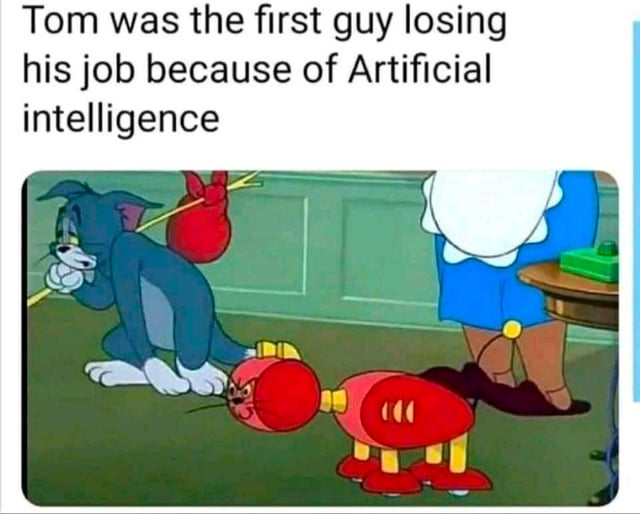 Tom was the first guy losing
his job because of Artificial
intelligence